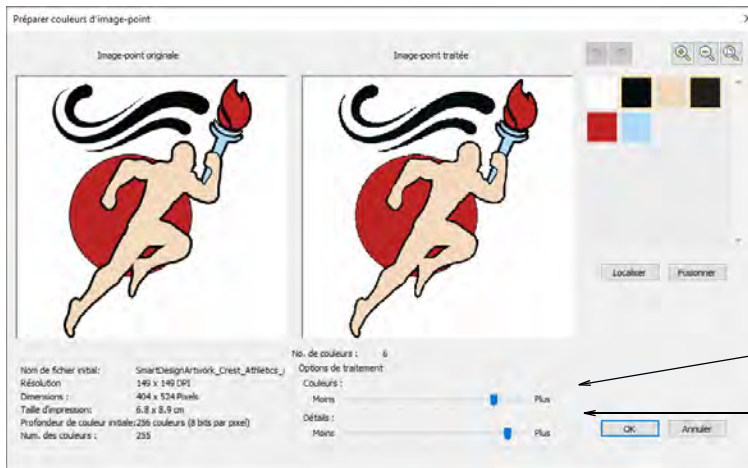 Préparer couleurs d'image-point
Image-point originale
Image-point traitée
Localiser
Fusionner
No. de couleurs : 6
Nom de fichier initial: SmartDesignArtwork_Crest_Athletics_
Options de traitement
Résolution 149 x 149 DPI
Couleurs :
Dimensions : 404 x 524 Pixels
Moins Plus
Taille d'impression: 6.8 x 8.9 cm
Détails :
Profondeur de couleur initiale: 256 couleurs (8 bits par pixel)
Moins Plus
Num. des couleurs : 255
OK
Annuler